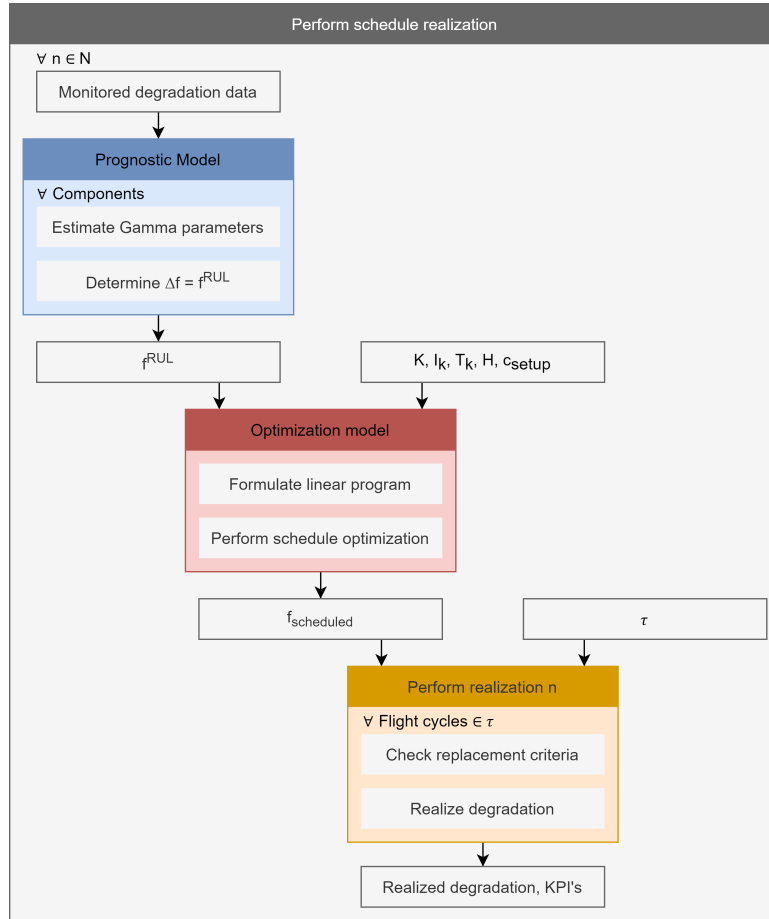 Perform schedule realization
∀ n ∈ N
Monitored degradation data
Prognostic Model
∀ Components
Estimate Gamma parameters
Determine Δf = f^RUL
f^RUL
K, I_k, T_k, H, c_setup
Optimization model
Formulate linear program
Perform schedule optimization
f_scheduled
τ
Perform realization n
∀ Flight cycles ∈ τ
Check replacement criteria
Realize degradation
Realized degradation, KPI's